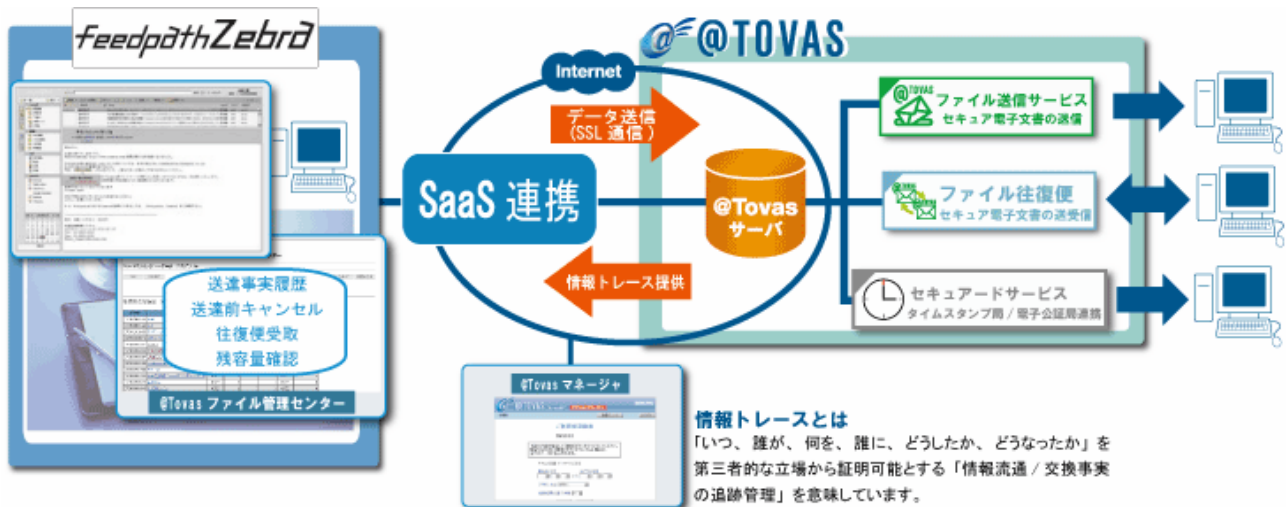 feedpathZebra
@TOVAS
Internet
データ送信
(SSL 通信)
SaaS 連携
@Tovas
サーバ
情報トレース提供
@TOVAS
ファイル送信サービス
セキュア電子文書の送信
ファイル往復便
セキュア電子文書の送受信
セキュアードサービス
タイムスタンプ局 / 電子公証局連携
送達事実履歴
送達前キャンセル
往復便受取
残容量確認
@Tovas ファイル管理センター
@Tovas マネージャ
@TOVAS
情報トレースとは
「いつ、誰が、何を、誰に、どうしたか、どうなったか」を
第三者的な立場から証明可能とする「情報流通 / 交換事実
の追跡管理」を意味しています。